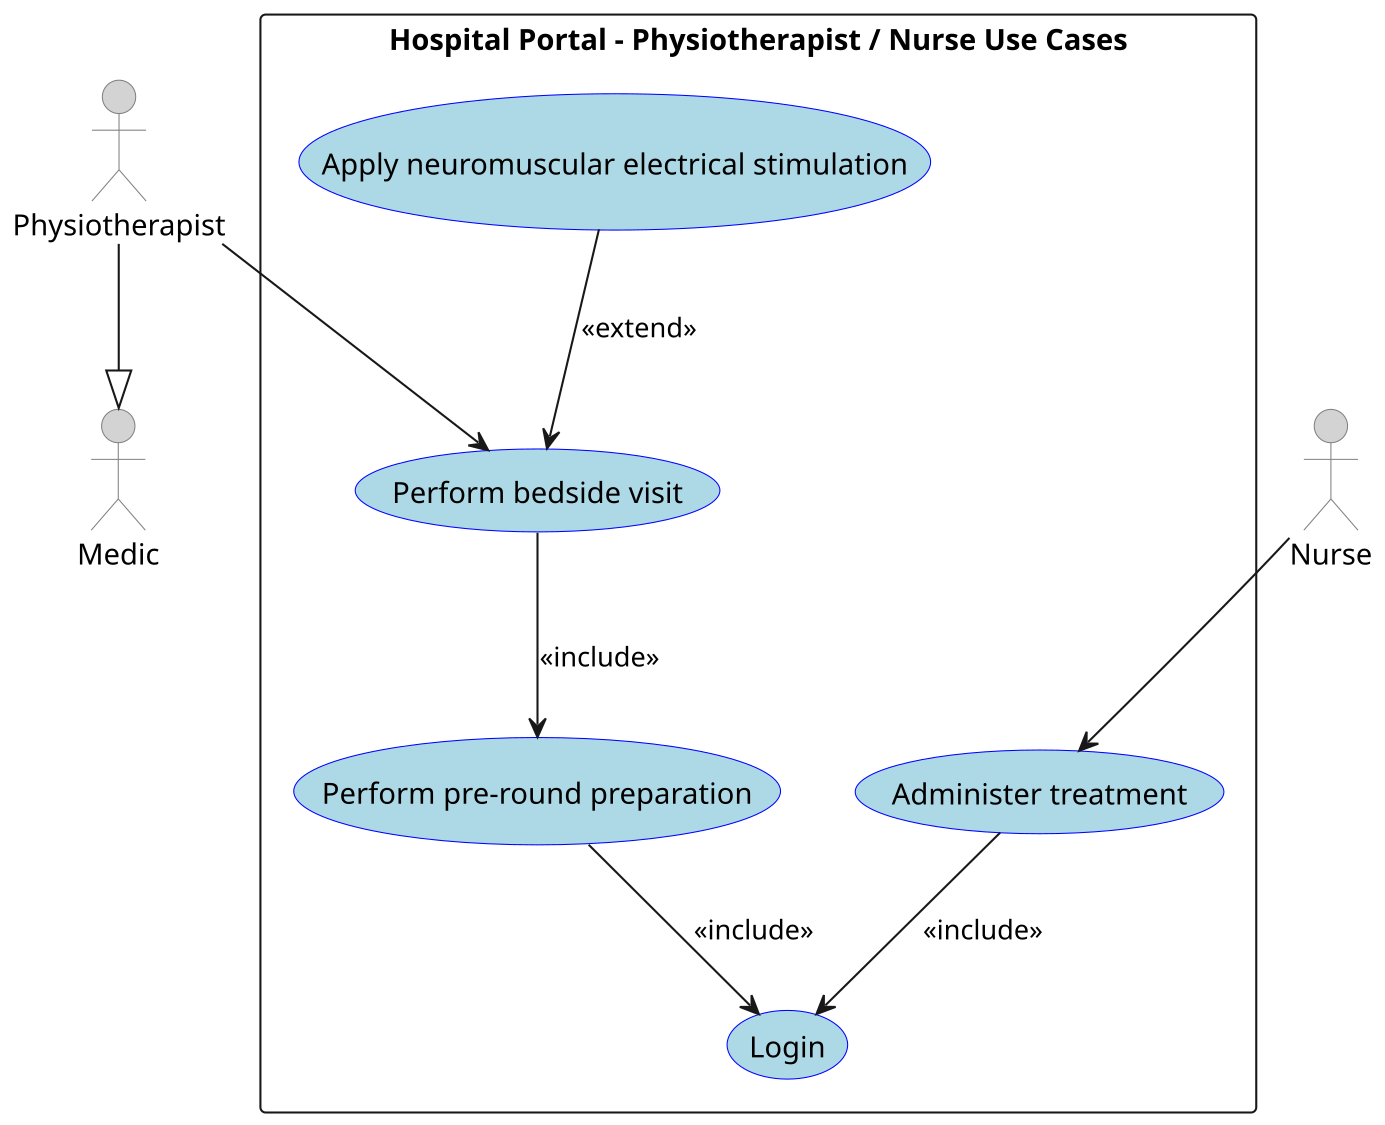 Hospital Portal - Physiotherapist / Nurse Use Cases
Apply neuromuscular electrical stimulation
Physiotherapist
«extend»
Perform bedside visit
Medic
Nurse
«include»
Perform pre-round preparation
Administer treatment
«include»
«include»
Login